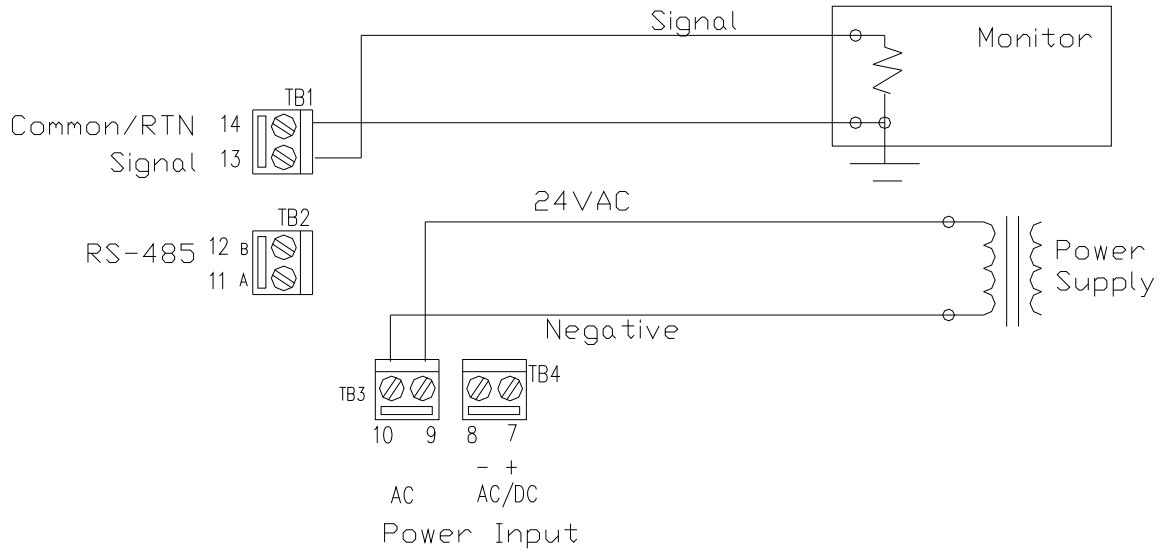 Signal
Monitor
TB1
Common/RTN 14
Signal 13
24VAC
TB2
RS-485 12 B
11 A
Power
Supply
Negative
TB3
TB4
10 9 8 7
- +
AC AC/DC
Power Input